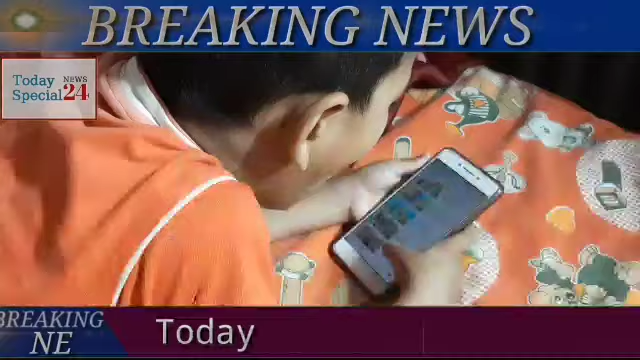 BREAKING NEWS
Today NEWS
Special 24
BREAKING
NE
Today